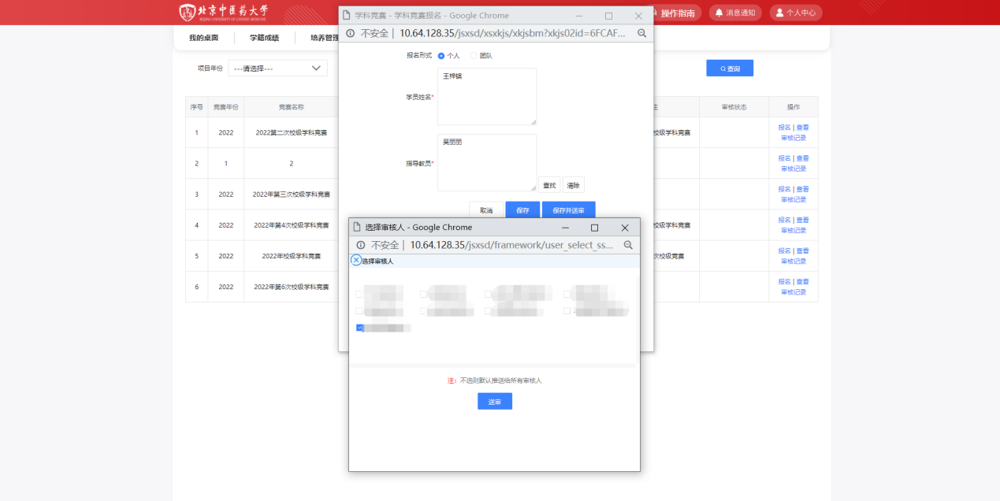 北京中医药大学
BEIJING UNIVERSITY OF CHINESE MEDICINE
操作指南
消息通知
个人中心
我的桌面
学籍成绩
培养管理
项目年份
---请选择---
查询
序号 竞赛年份 竞赛名称 审核状态 操作
1 2022 2022第二次校级学科竞赛 校级学科竞赛 报名 | 查看
审核记录
2 1 2 报名 | 查看
审核记录
3 2022 2022年第三次校级学科竞赛 报名 | 查看
审核记录
4 2022 2022年第4次校级学科竞赛 校级学科竞赛 报名 | 查看
审核记录
5 2022 2022年校级学科竞赛 次校级竞赛 报名 | 查看
审核记录
6 2022 2022年第6次校级学科竞赛 报名 | 查看
审核记录
学科竞赛 - 学科竞赛报名 - Google Chrome
不安全 | 10.64.128.35/jsxsd/xsxkjs/xkjsbm?xkjs02id=6FCAF...
报名形式 个人 团队
学员姓名*
王梓镔
指导教员*
吴丽丽
查找 清除
取消 保存 保存并送审
选择审核人 - Google Chrome
不安全 | 10.64.128.35/jsxsd/framework/user_select_ss...
选择审核人
注：不选则默认推送给所有审核人
送审